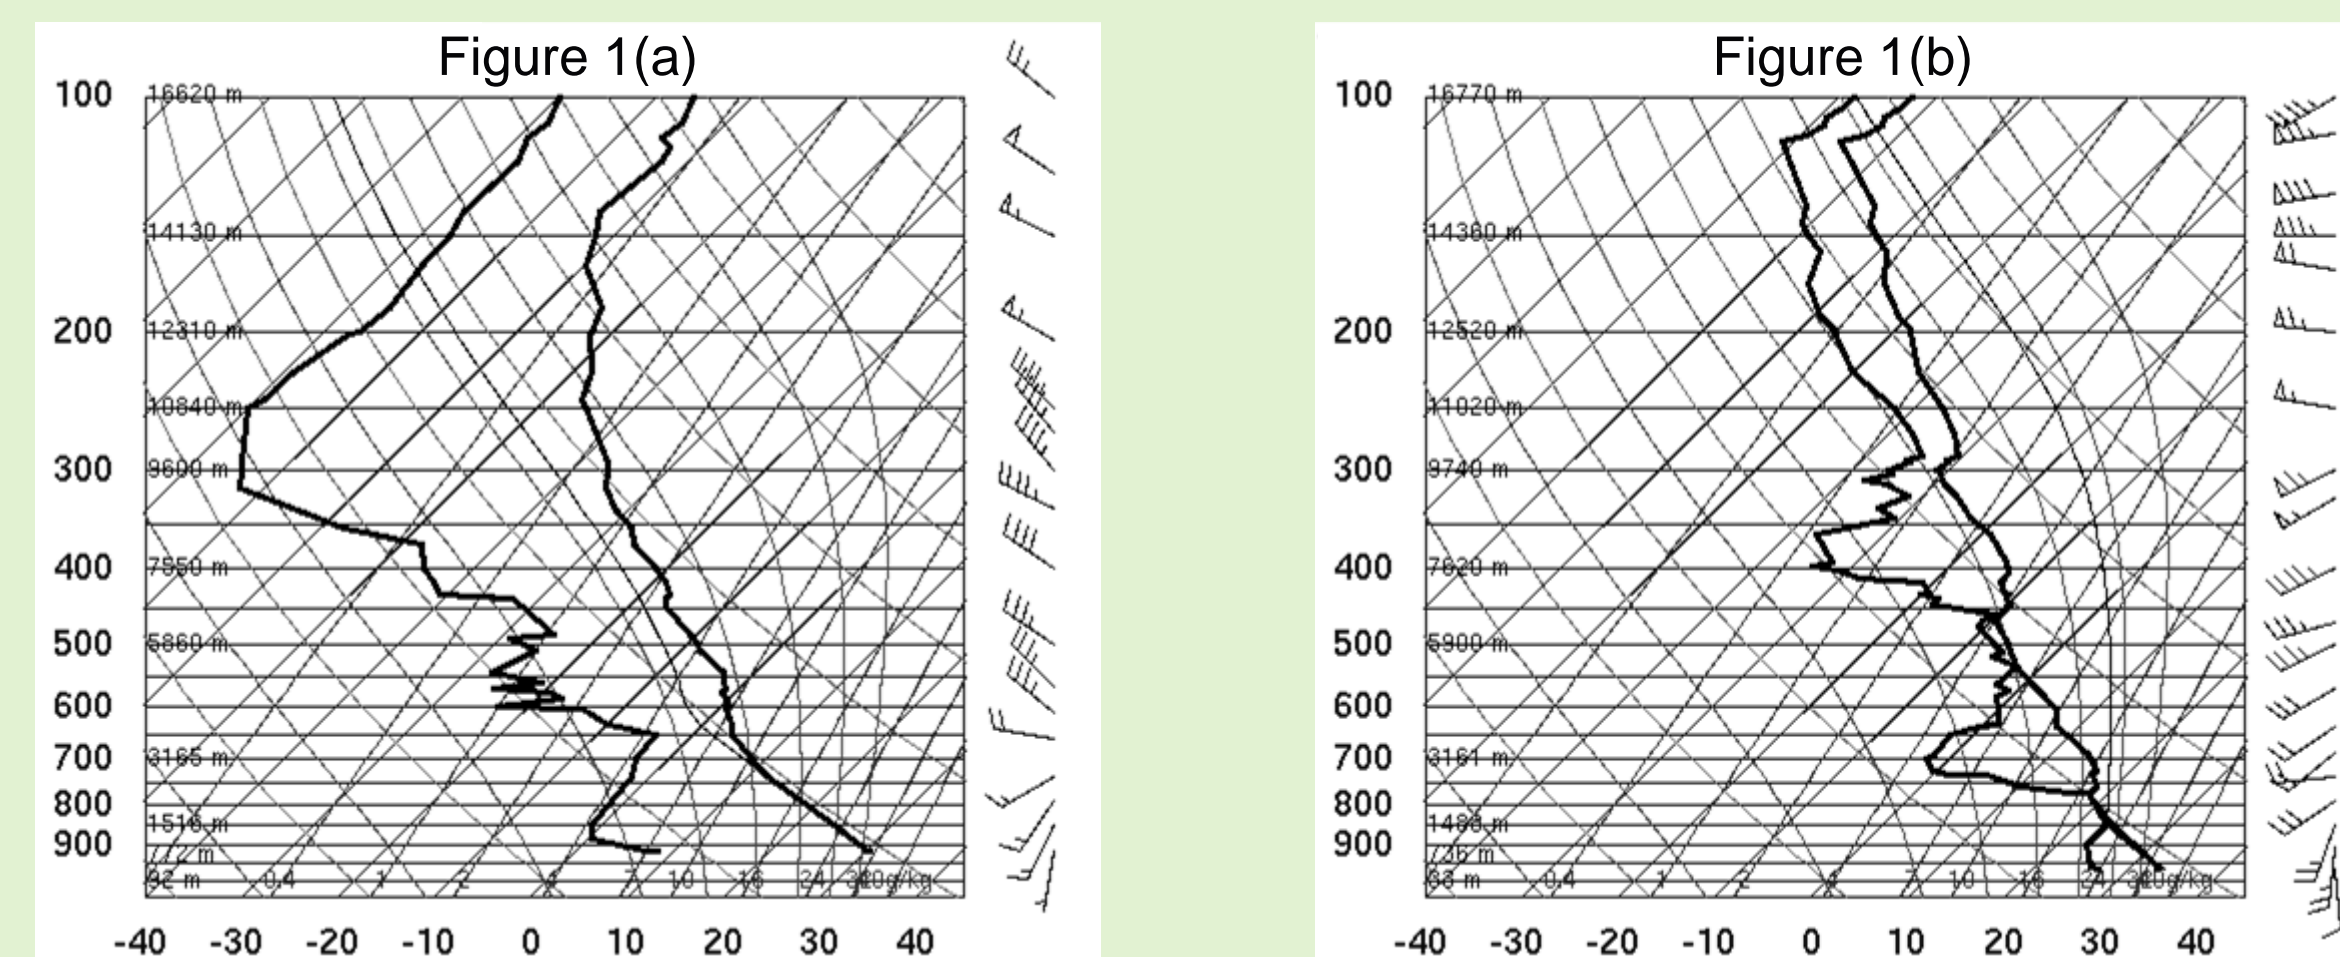 Figure 1(a)
100
16620 m
14130 m
200
12310 m
10840 m
300
9600 m
400
500
5860 m
600
700
3165 m
800
1516 m
900
772 m
92 m 0.4 1 2 4 7 10 16 24 g/kg
-40 -30 -20 -10 0 10 20 30 40
Figure 1(b)
100
16770 m
14360 m
200
12520 m
11020 m
300
9740 m
400
7620 m
500
5900 m
600
700
3161 m
800
900
0.4 1 2 4 7 10 16 24 g/kg
-40 -30 -20 -10 0 10 20 30 40